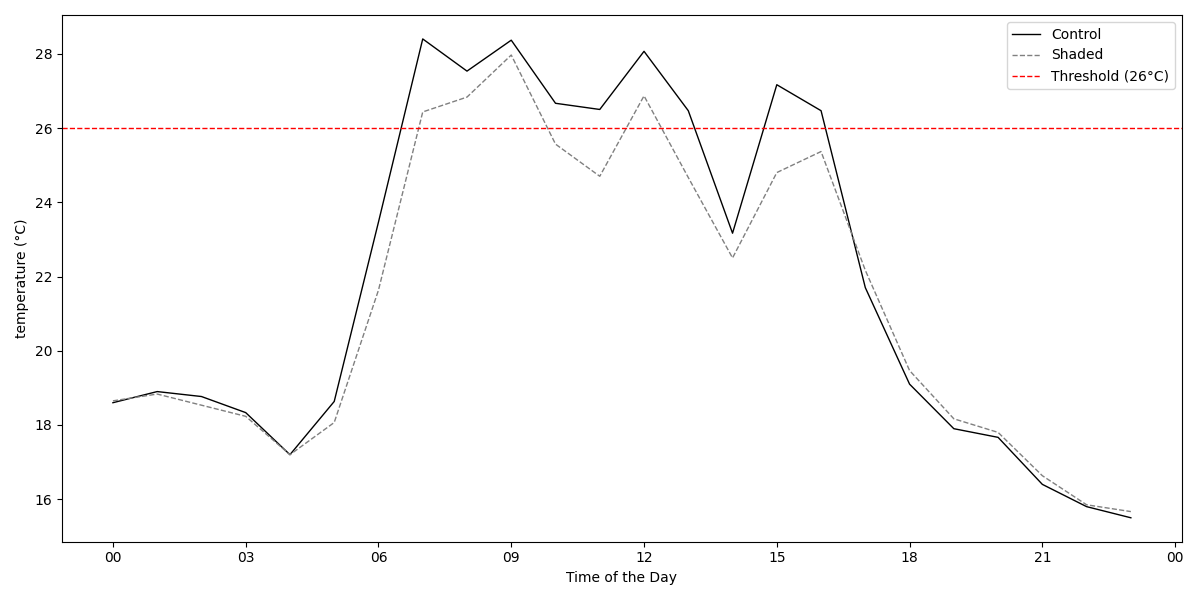 Control
Shaded
Threshold (26°C)
28
26
24
22
20
18
16
temperature (°C)
00 03 06 09 12 15 18 21 00
Time of the Day